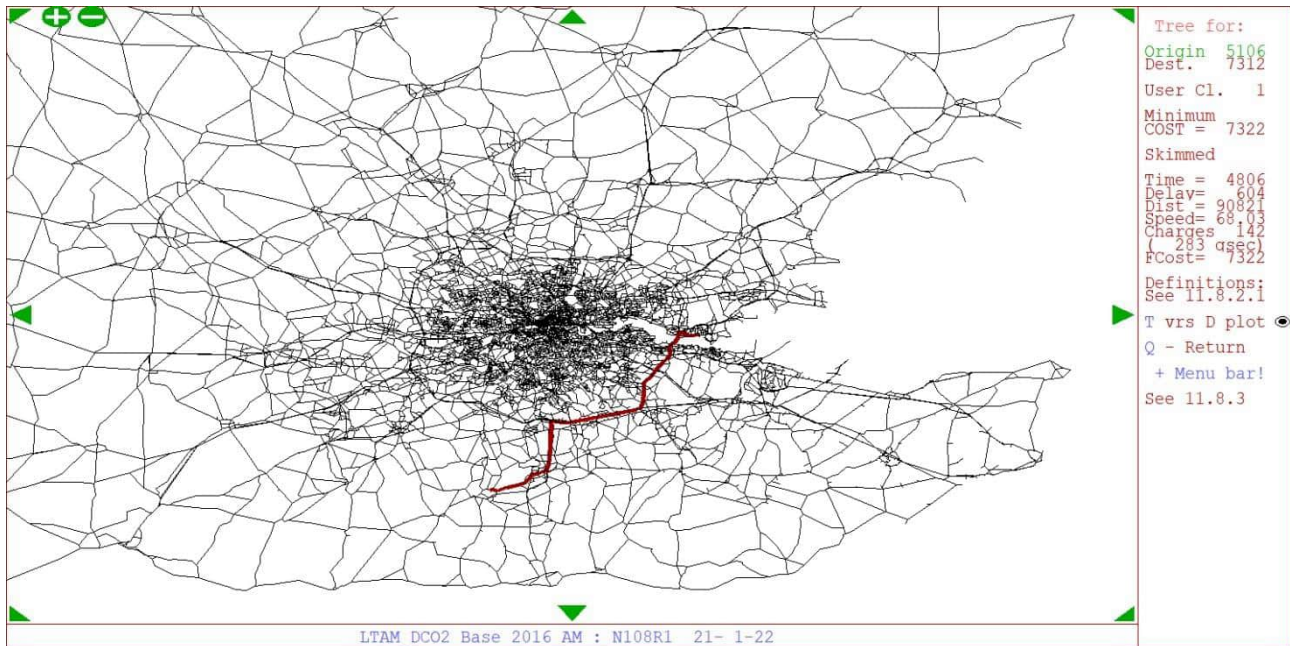 Tree for:
Origin 5106
Dest. 7312
User Cl. 1
Minimum
COST = 7322
Skimmed
Time = 4806
Delay= 604
Dist = 90821
Speed= 68.03
Charges 142
( 283 gsec)
FCost= 7322
Definitions:
See 11.8.2.1
T vrs D plot
Q - Return
+ Menu bar!
See 11.8.3
LTAM DCO2 Base 2016 AM : N108R1 21- 1-22